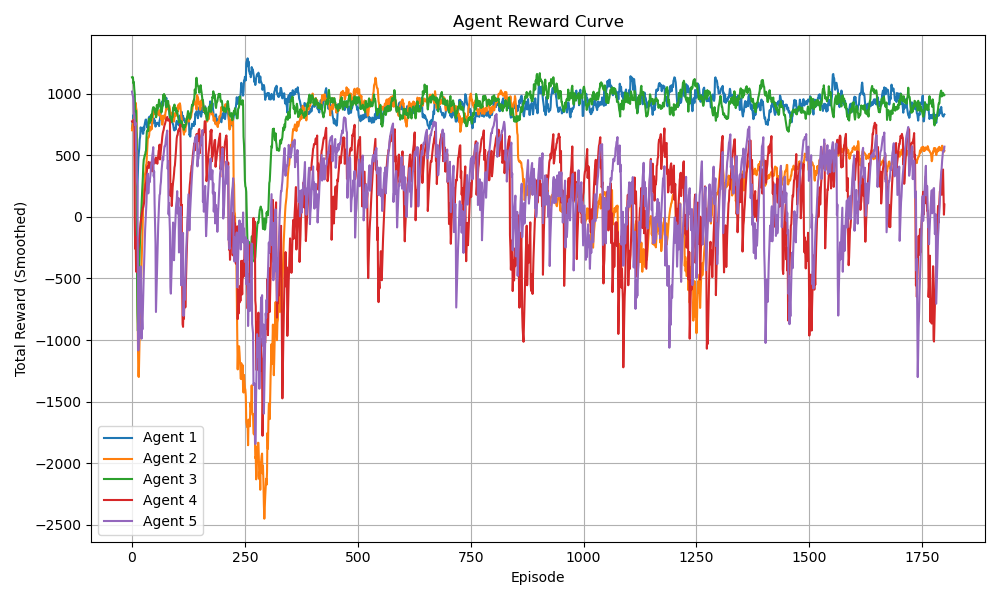 Agent Reward Curve
Total Reward (Smoothed)
1000
500
0
−500
−1000
−1500
−2000
−2500
Agent 1
Agent 2
Agent 3
Agent 4
Agent 5
0 250 500 750 1000 1250 1500 1750
Episode